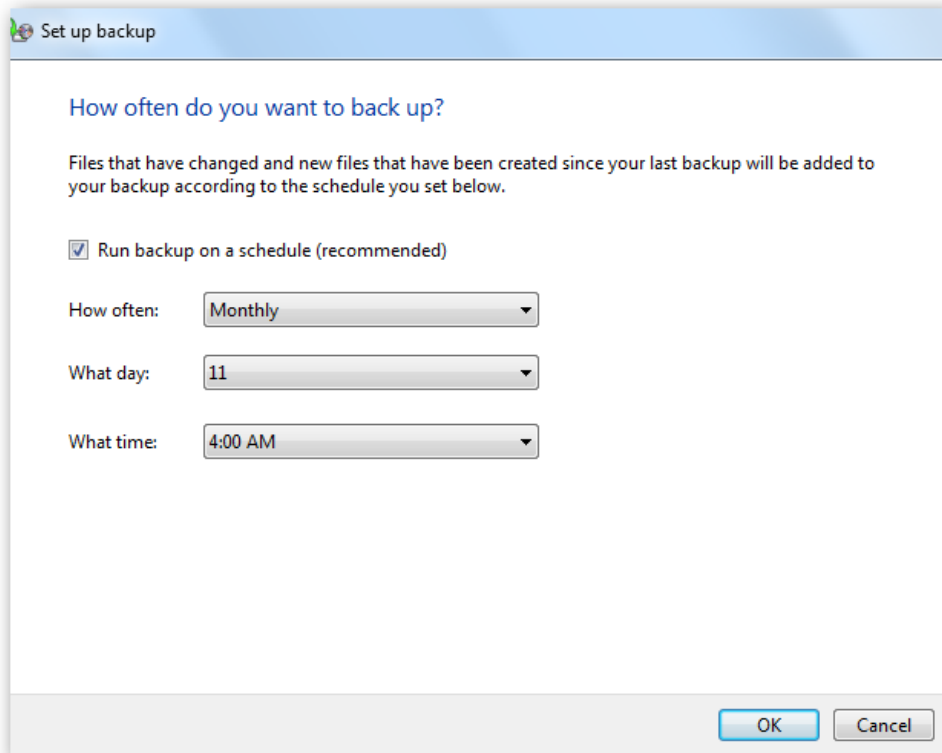 Set up backup
How often do you want to back up?
Files that have changed and new files that have been created since your last backup will be added to
your backup according to the schedule you set below.
Run backup on a schedule (recommended)
How often: Monthly
What day: 11
What time: 4:00 AM
OK Cancel